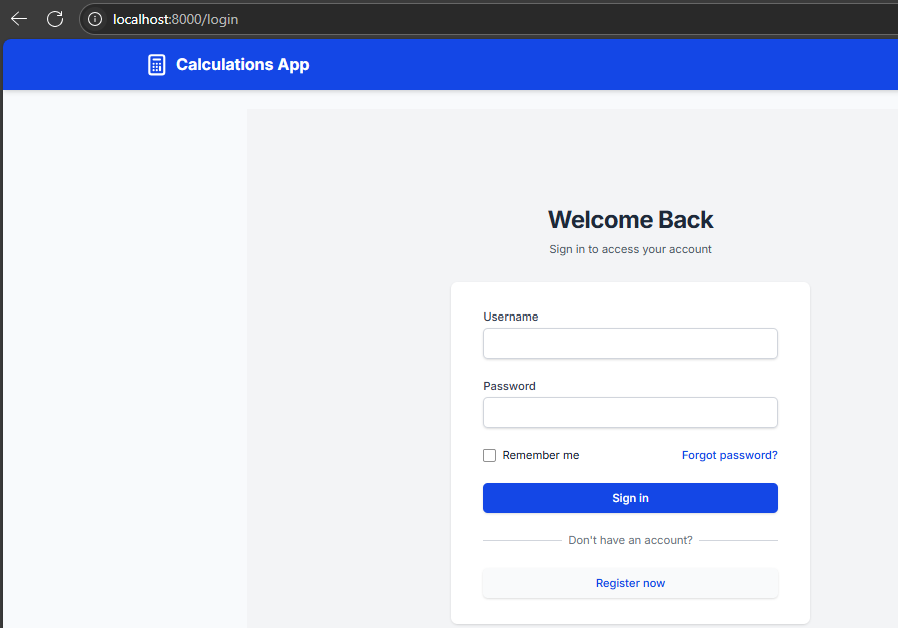 localhost:8000/login
Calculations App
Welcome Back
Sign in to access your account
Username
Password
Remember me Forgot password?
Sign in
Don't have an account?
Register now